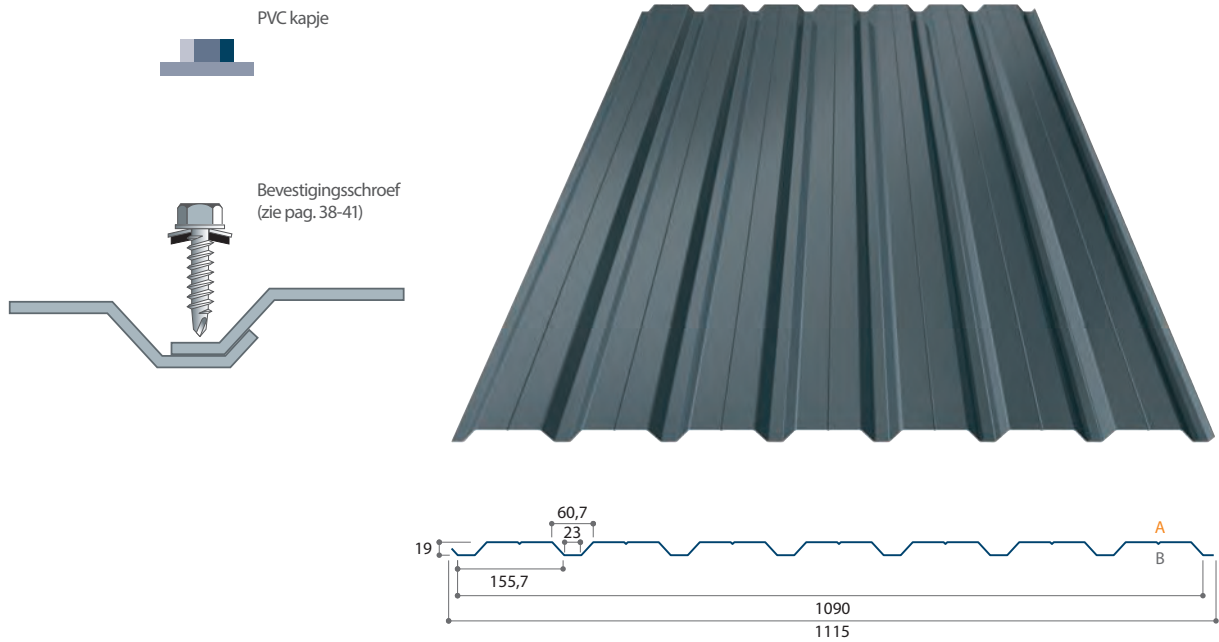 PVC kapje
Bevestigingsschroef
(zie pag. 38-41)
60,7
23
19
A
B
155,7
1090
1115